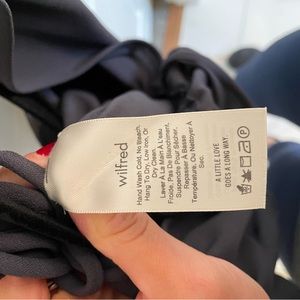 wilfred
Hand Wash Cold, No Bleach,
Hang To Dry, Low Iron, Or
Dry Clean.
Laver À La Main À L'eau
Froide, Pas De Blanchiment,
Suspendre Pour Sécher,
Repasser À Basse
Température, Ou Nettoyer À
Sec.
A LITTLE LOVE
GOES A LONG WAY.